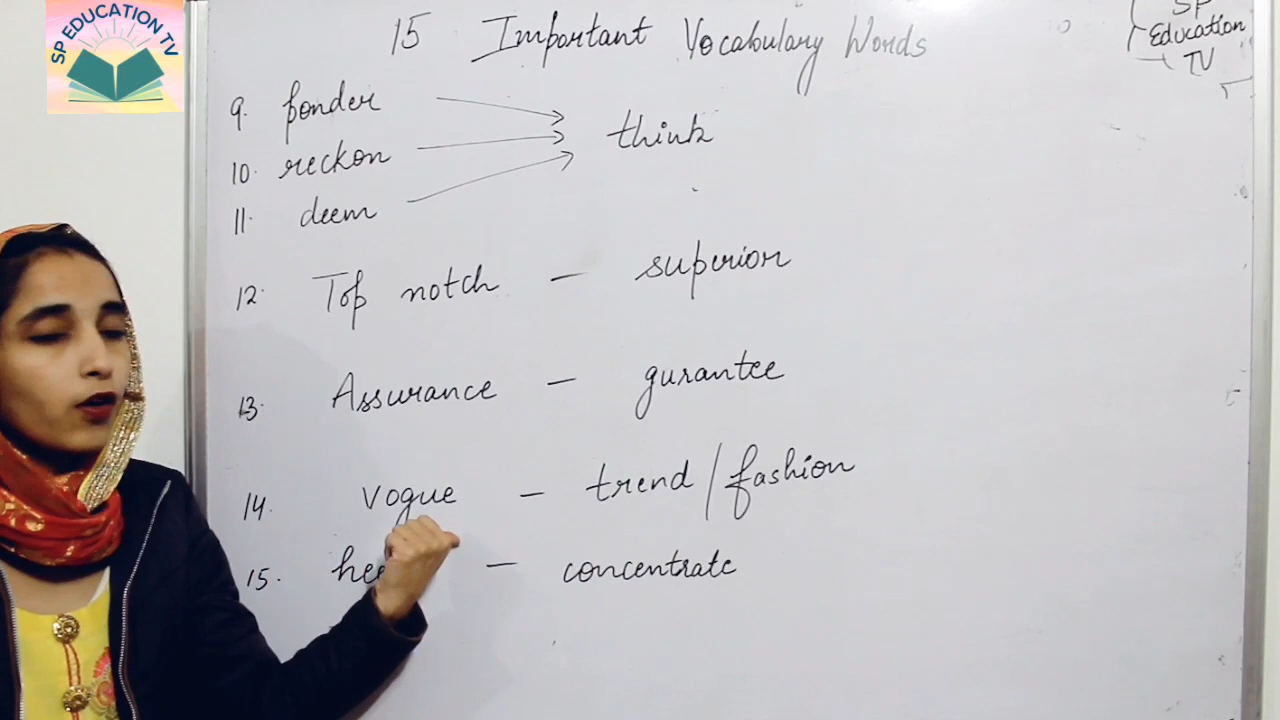 SP EDUCATION TV
15 Important Vocabulary Words
SP
Education
TV
9. ponder
10. reckon
11. deem
think
12. Top notch – superior
13. Assurance – gurantee
14. Vogue – trend / fashion
15. – concentrate